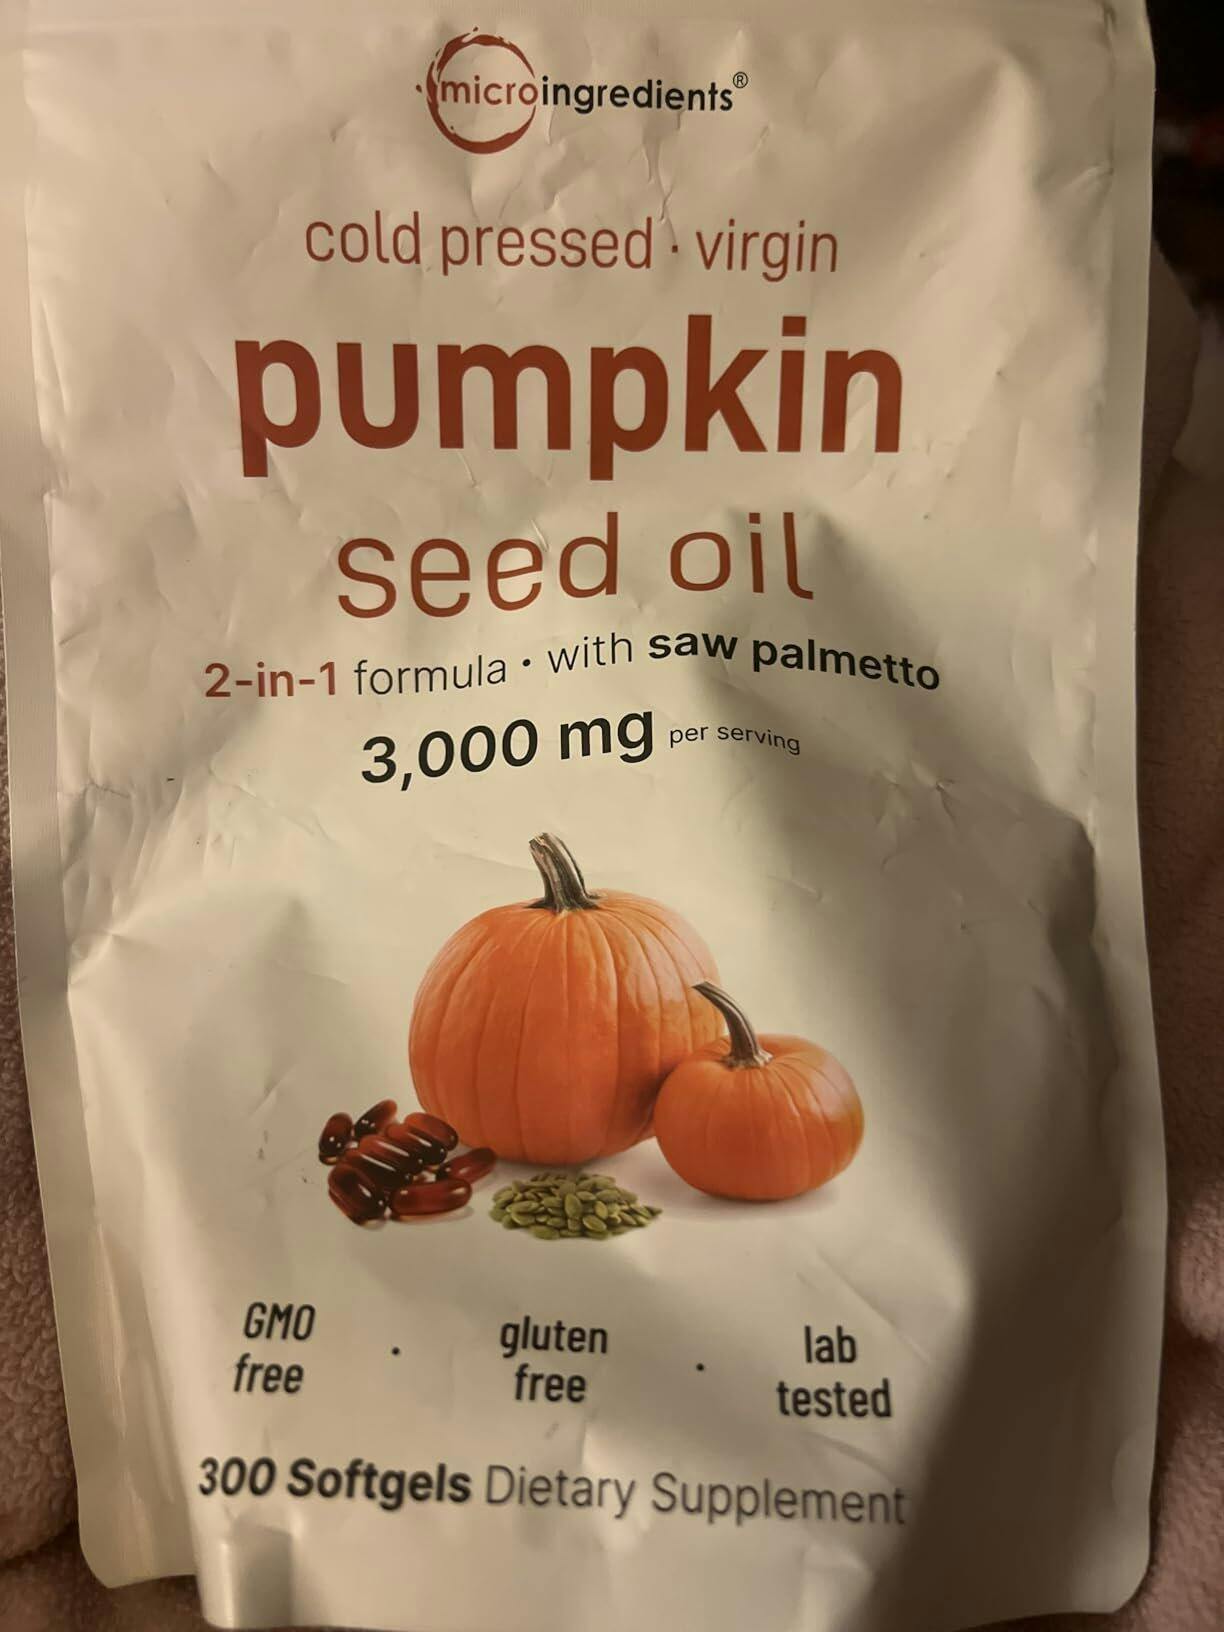 microingredients®
cold pressed · virgin
pumpkin
seed oil
2-in-1 formula • with saw palmetto
3,000 mg per serving
GMO free · gluten free · lab tested
300 Softgels Dietary Supplement